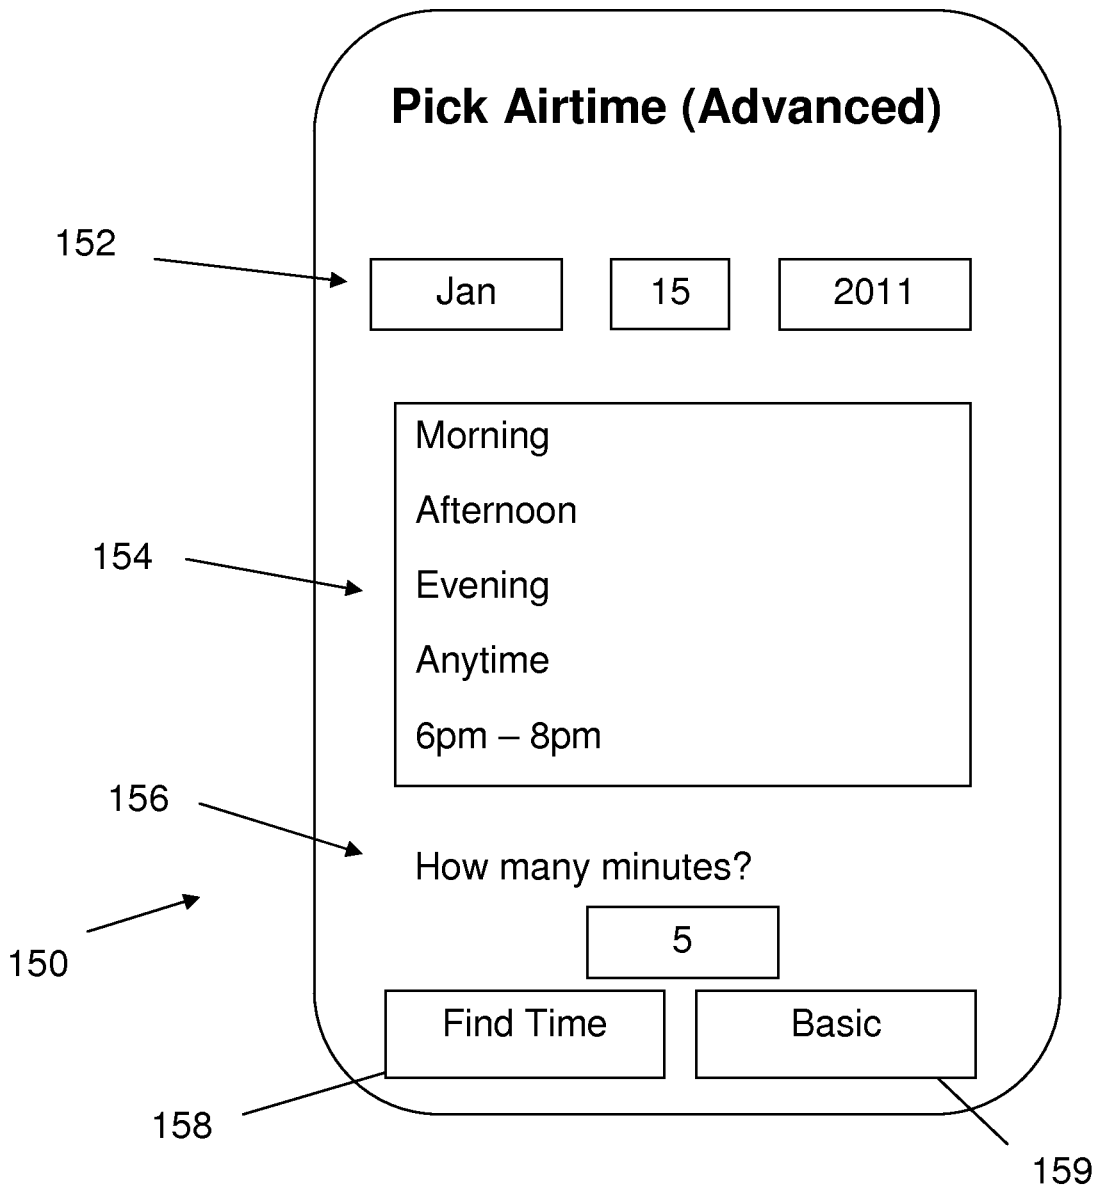 Pick Airtime (Advanced)
152
Jan 15 2011
Morning
Afternoon
154
Evening
Anytime
6pm – 8pm
156
How many minutes?
150
5
Find Time Basic
158
159